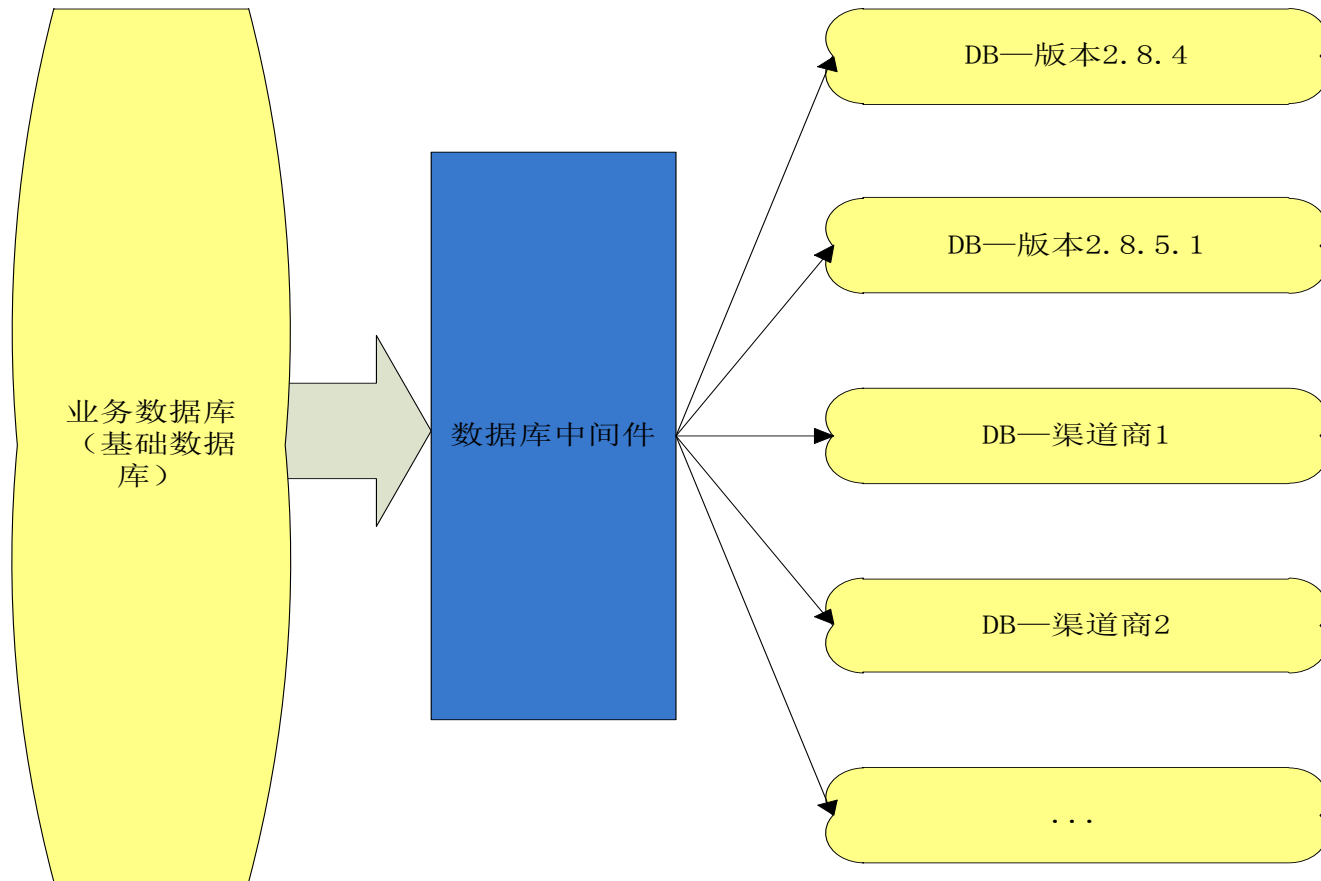 业务数据库
（基础数据
库）
数据库中间件
DB—版本2.8.4
DB—版本2.8.5.1
DB—渠道商1
DB—渠道商2
...